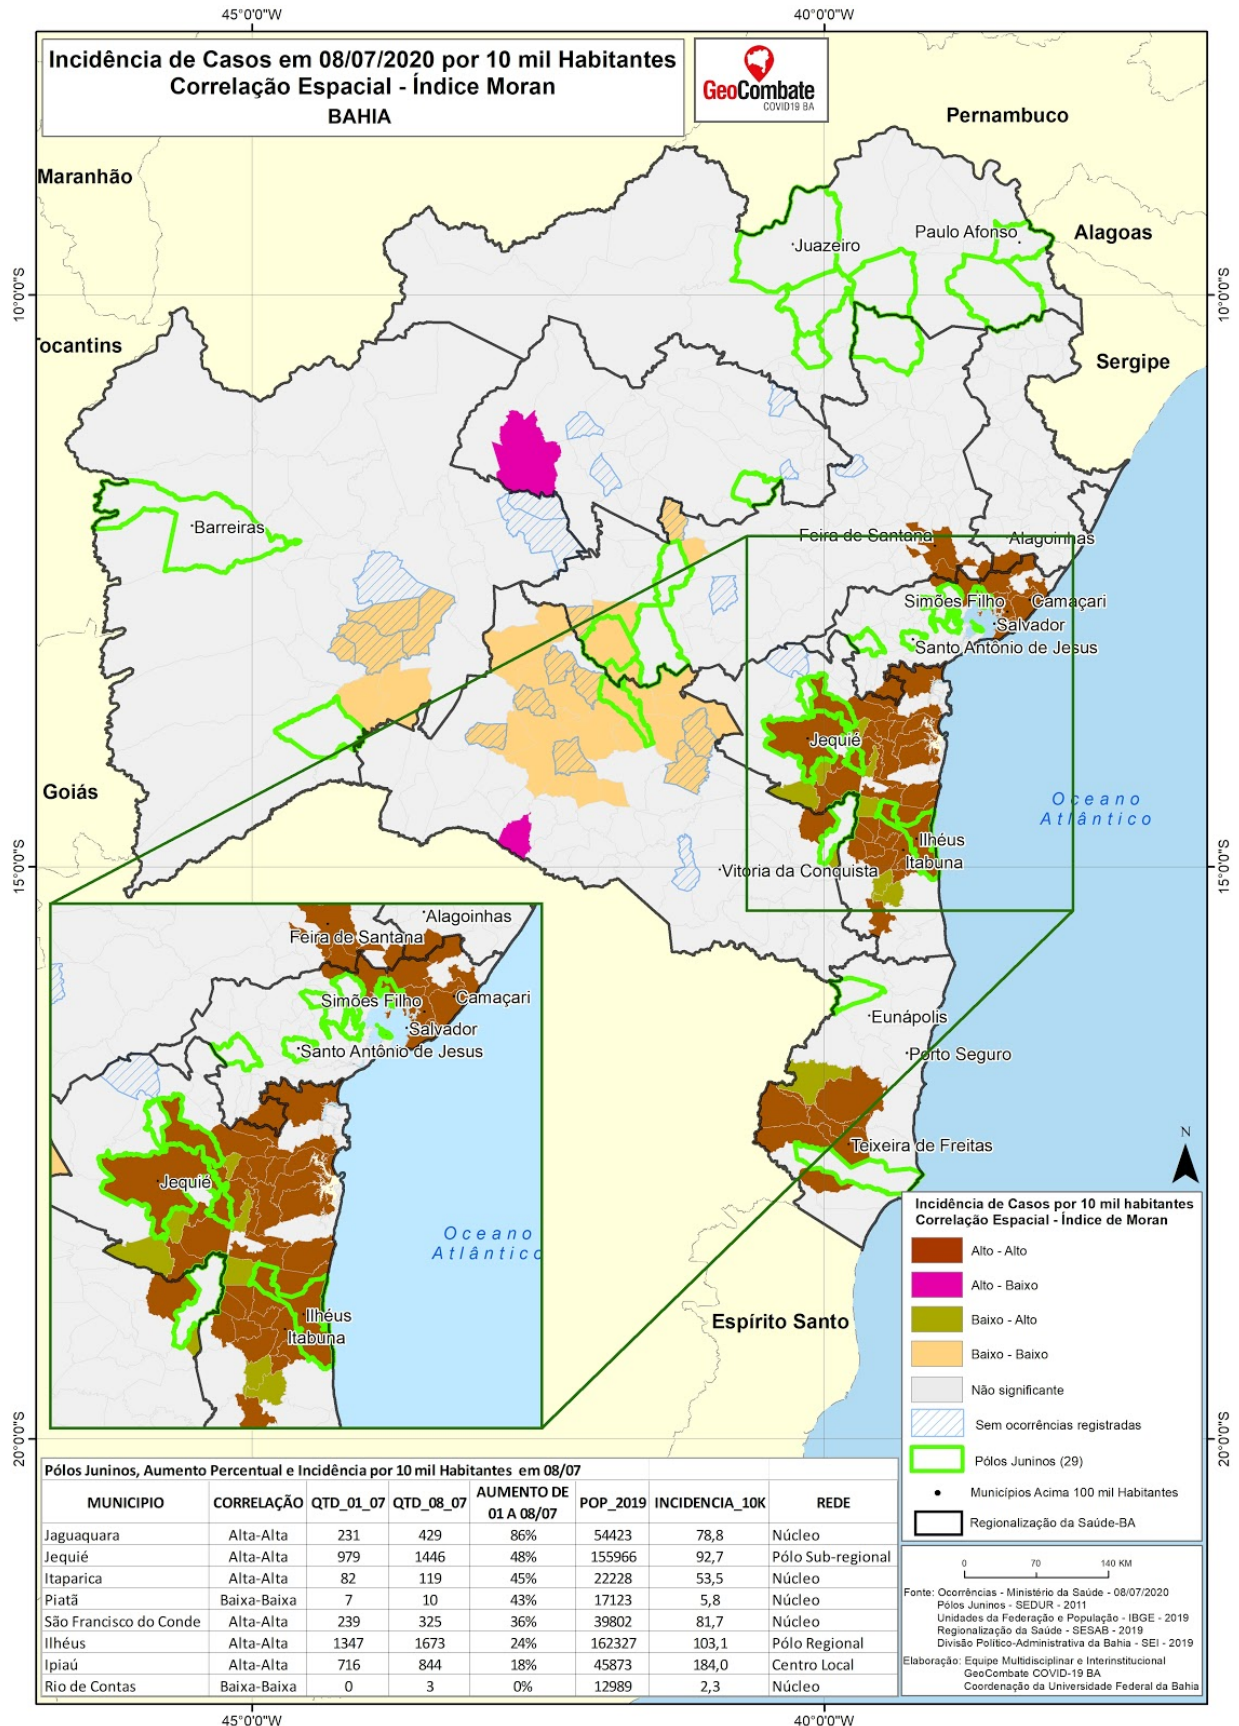 45°0'0"W 40°0'0"W
Incidência de Casos em 08/07/2020 por 10 mil Habitantes
Correlação Espacial - Índice Moran
BAHIA
GeoCombate
COVID19 BA
Pernambuco
Maranhão
Alagoas
Paulo Afonso
Juazeiro
10°0'0"S 10°0'0"S
ocantins
Sergipe
Barreiras
Feira de Santana
Alagoinhas
Simões Filho
Camaçari
Salvador
Santo Antônio de Jesus
Jequié
Goiás
Oceano
Atlântico
Ilhéus
Itabuna
15°0'0"S 15°0'0"S
Vitoria da Conquista
Alagoinhas
Feira de Santana
Simões Filho
Camaçari
Salvador
Santo Antônio de Jesus
Eunápolis
Porto Seguro
Teixeira de Freitas
Jequié
Oceano
Atlântico
Ilhéus
Itabuna
Espírito Santo
N
Incidência de Casos por 10 mil habitantes
Correlação Espacial - Índice de Moran
Alto - Alto
Alto - Baixo
Baixo - Alto
Baixo - Baixo
Não significante
Sem ocorrências registradas
Pólos Juninos (29)
Municípios Acima 100 mil Habitantes
Regionalização da Saúde-BA
20°0'0"S 20°0'0"S
Pólos Juninos, Aumento Percentual e Incidência por 10 mil Habitantes em 08/07
MUNICIPIO CORRELAÇÃO QTD_01_07 QTD_08_07 AUMENTO DE 01 A 08/07 POP_2019 INCIDENCIA_10K REDE
Jaguaquara Alta-Alta 231 429 86% 54423 78,8 Núcleo
Jequié Alta-Alta 979 1446 48% 155966 92,7 Pólo Sub-regional
Itaparica Alta-Alta 82 119 45% 22228 53,5 Núcleo
Piatã Baixa-Baixa 7 10 43% 17123 5,8 Núcleo
São Francisco do Conde Alta-Alta 239 325 36% 39802 81,7 Núcleo
Ilhéus Alta-Alta 1347 1673 24% 162327 103,1 Pólo Regional
Ipiaú Alta-Alta 716 844 18% 45873 184,0 Centro Local
Rio de Contas Baixa-Baixa 0 3 0% 12989 2,3 Núcleo
0 70 140 KM
Fonte: Ocorrências - Ministério da Saúde - 08/07/2020
Pólos Juninos - SEDUR - 2011
Unidades da Federação e População - IBGE - 2019
Regionalização da Saúde - SESAB - 2019
Divisão Político-Administrativa da Bahia - SEI - 2019
Elaboração: Equipe Multidisciplinar e Interinstitucional
GeoCombate COVID-19 BA
Coordenação da Universidade Federal da Bahia
45°0'0"W 40°0'0"W